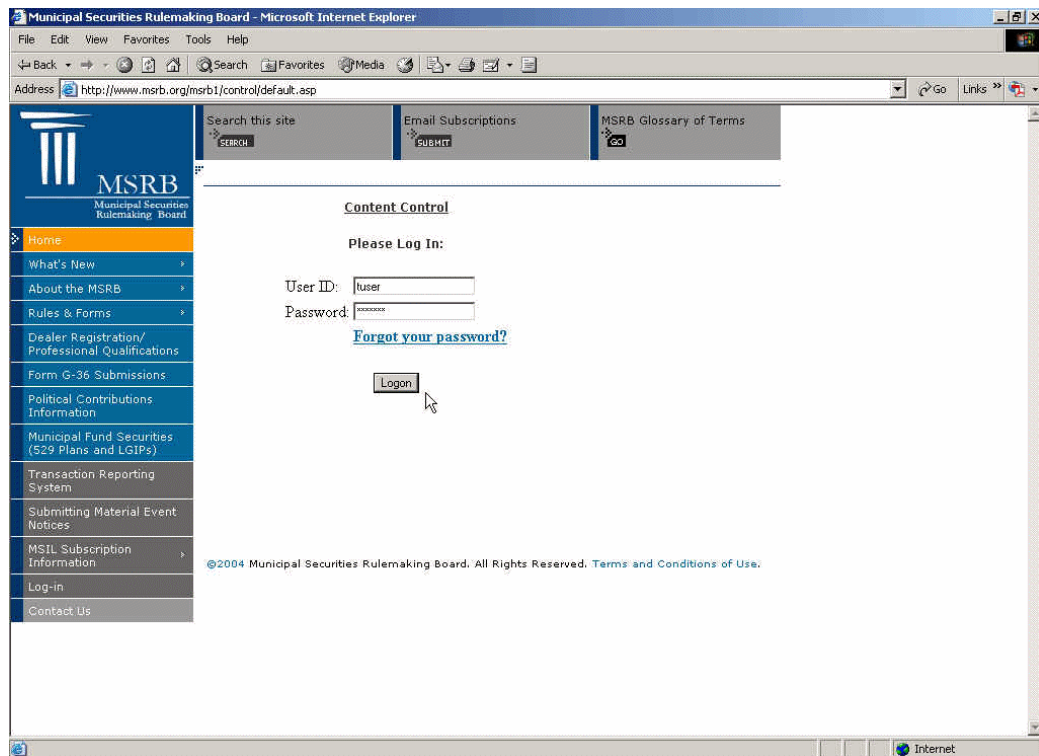 Municipal Securities Rulemaking Board - Microsoft Internet Explorer
File Edit View Favorites Tools Help
Back Search Favorites Media
Address http://www.msrb.org/msrb1/control/default.asp Go Links »
Search this site
SEARCH
Email Subscriptions
SUBMIT
MSRB Glossary of Terms
GO
MSRB
Municipal Securities
Rulemaking Board
Home
What's New
About the MSRB
Rules & Forms
Dealer Registration/
Professional Qualifications
Form G-36 Submissions
Political Contributions
Information
Municipal Fund Securities
(529 Plans and LGIPs)
Transaction Reporting
System
Submitting Material Event
Notices
MSIL Subscription
Information
Log-in
Contact Us
Content Control
Please Log In:
User ID: tuser
Password: *******
Forgot your password?
Logon
©2004 Municipal Securities Rulemaking Board. All Rights Reserved. Terms and Conditions of Use.
Internet